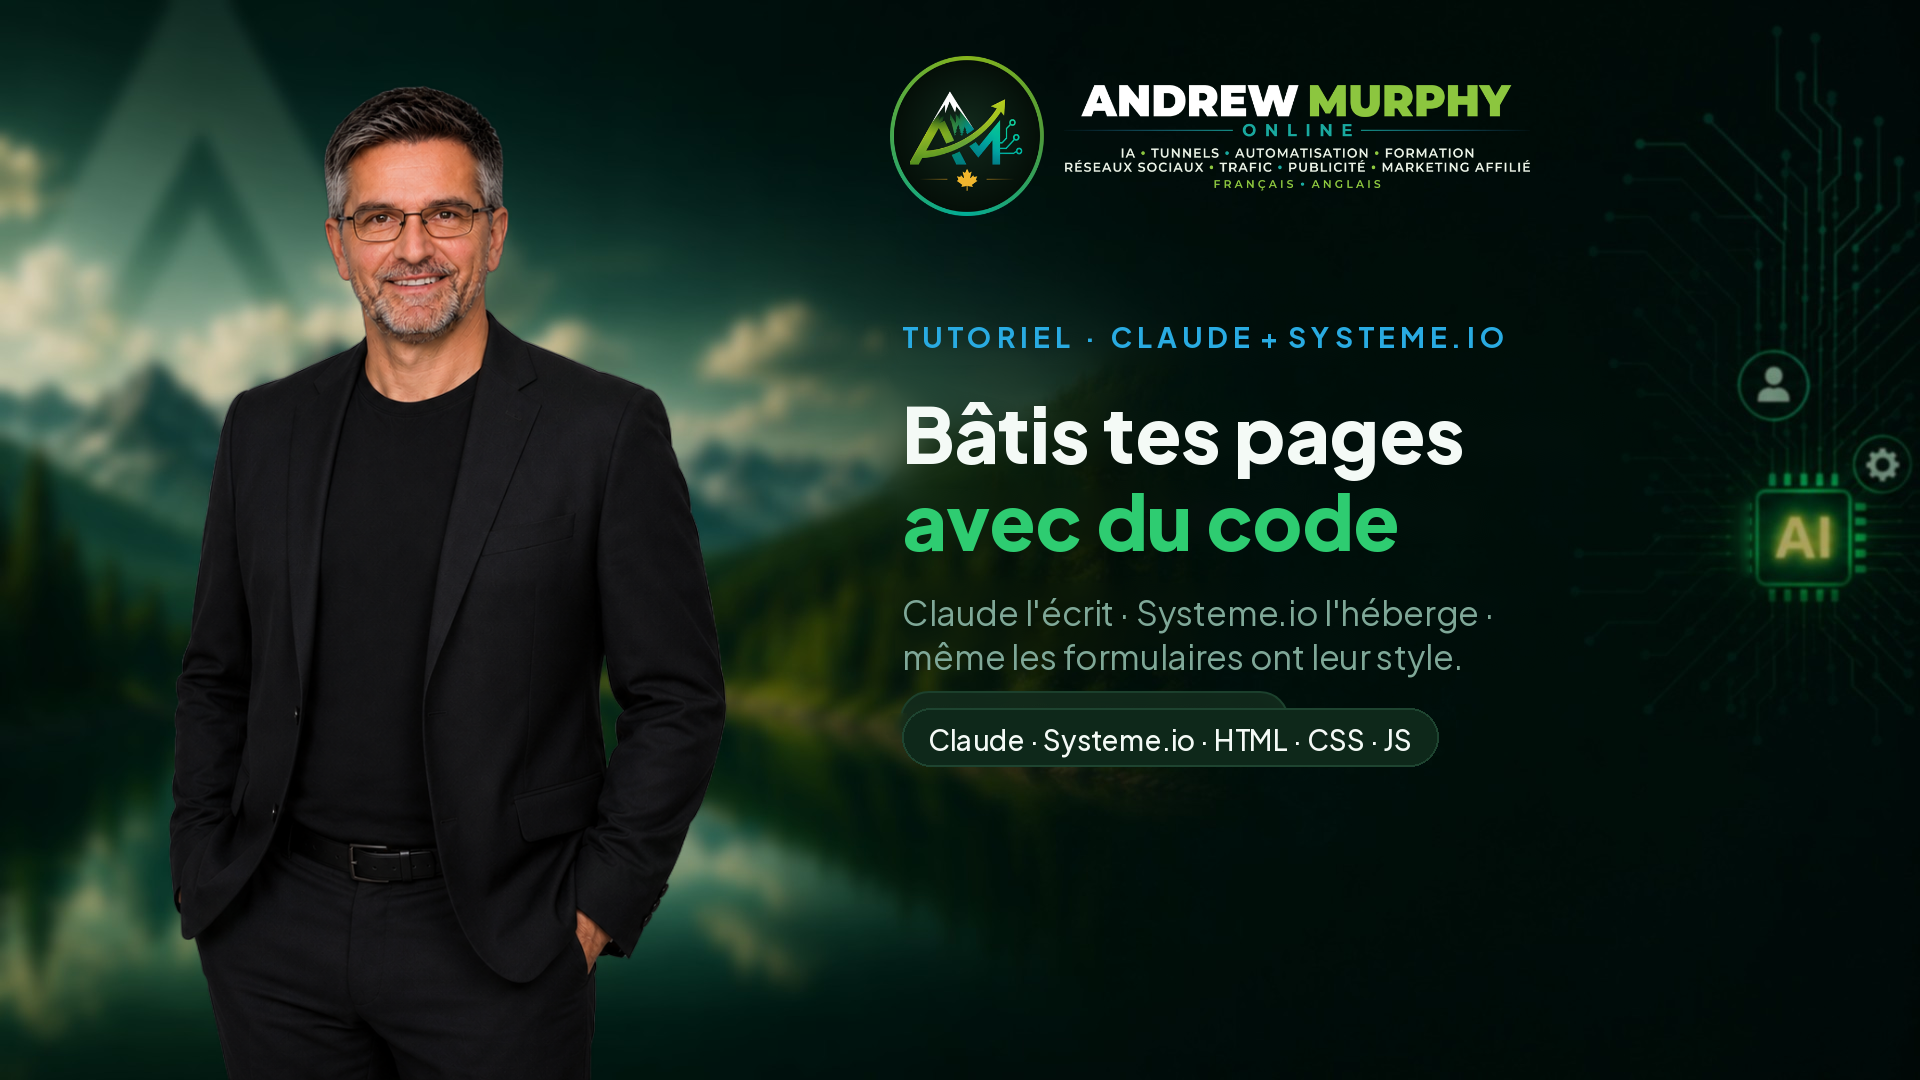 AM
ANDREW MURPHY
ONLINE
IA • TUNNELS • AUTOMATISATION • FORMATION
RÉSEAUX SOCIAUX • TRAFIC • PUBLICITÉ • MARKETING AFFILIÉ
FRANÇAIS • ANGLAIS
TUTORIEL · CLAUDE + SYSTEME.IO
Bâtis tes pages
avec du code
Claude l'écrit · Systeme.io l'héberge ·
même les formulaires ont leur style.
Claude · Systeme.io · HTML · CSS · JS
AI